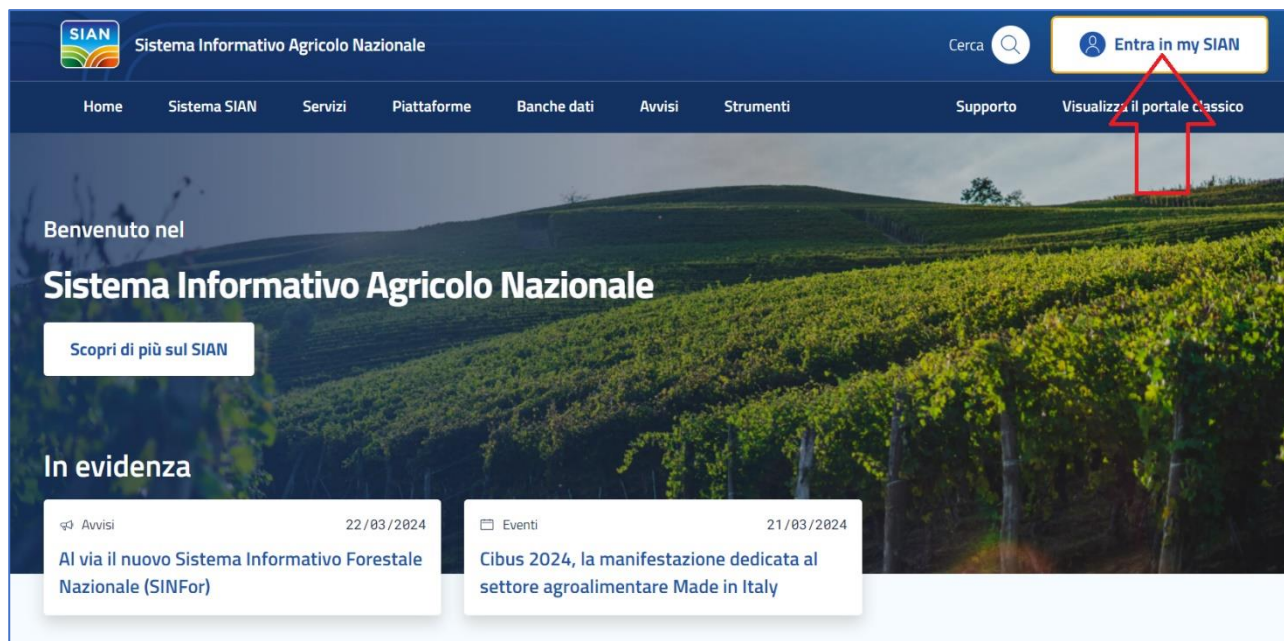 SIAN
Sistema Informativo Agricolo Nazionale
Cerca
Entra in my SIAN
Home
Sistema SIAN
Servizi
Piattaforme
Banche dati
Avvisi
Strumenti
Supporto
Visualizza il portale classico
Benvenuto nel
Sistema Informativo Agricolo Nazionale
Scopri di più sul SIAN
In evidenza
Avvisi
22/03/2024
Al via il nuovo Sistema Informativo Forestale
Nazionale (SINFor)
Eventi
21/03/2024
Cibus 2024, la manifestazione dedicata al
settore agroalimentare Made in Italy